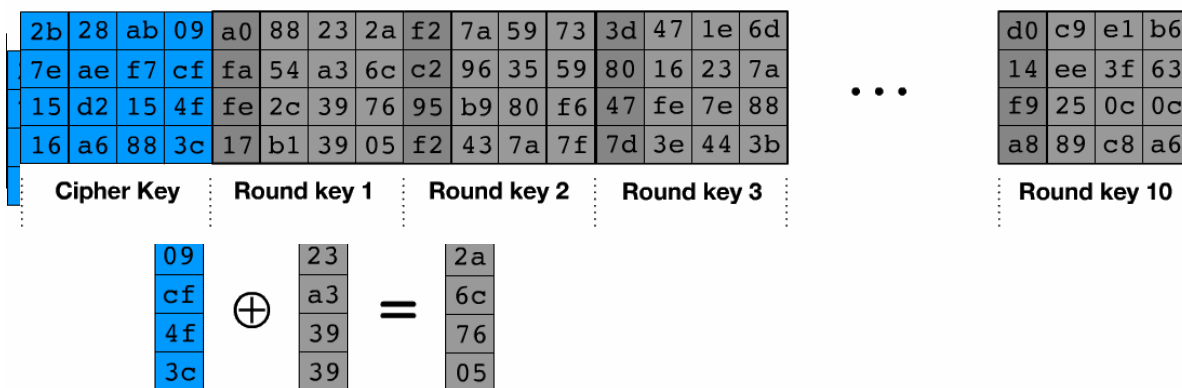 2b 28 ab 09 a0 88 23 2a f2 7a 59 73 3d 47 1e 6d d0 c9 e1 b6
7e ae f7 cf fa 54 a3 6c c2 96 35 59 80 16 23 7a ••• 14 ee 3f 63
15 d2 15 4f fe 2c 39 76 95 b9 80 f6 47 fe 7e 88 f9 25 0c 0c
16 a6 88 3c 17 b1 39 05 f2 43 7a 7f 7d 3e 44 3b a8 89 c8 a6
Cipher Key Round key 1 Round key 2 Round key 3 Round key 10
09 23 2a
cf ⊕ a3 = 6c
4f 39 76
3c 39 05